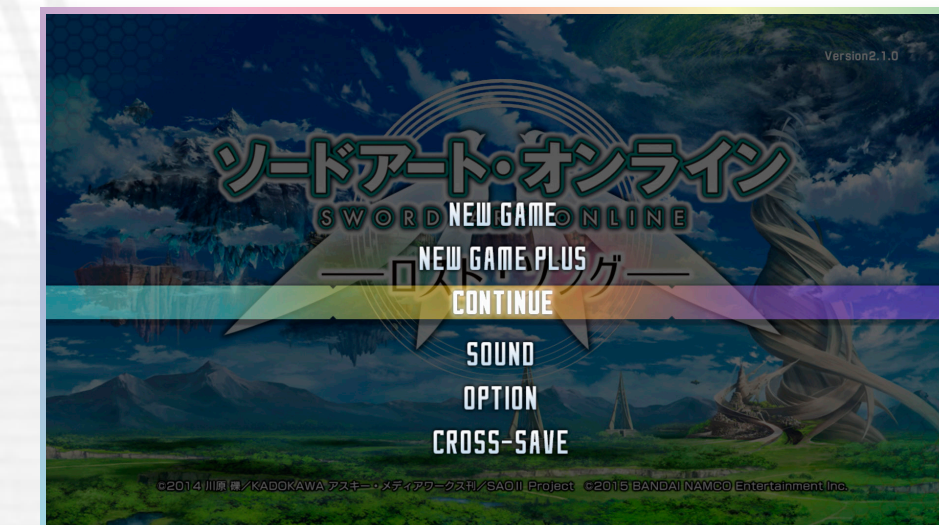 Version2.1.0
ソードアート・オンライン
SWORD ART ONLINE
ロスト・ソング
NEW GAME
NEW GAME PLUS
CONTINUE
SOUND
OPTION
CROSS-SAVE
©2014 川原 礫/KADOKAWA アスキー・メディアワークス刊/SAOⅡ Project ©2015 BANDAI NAMCO Entertainment Inc.